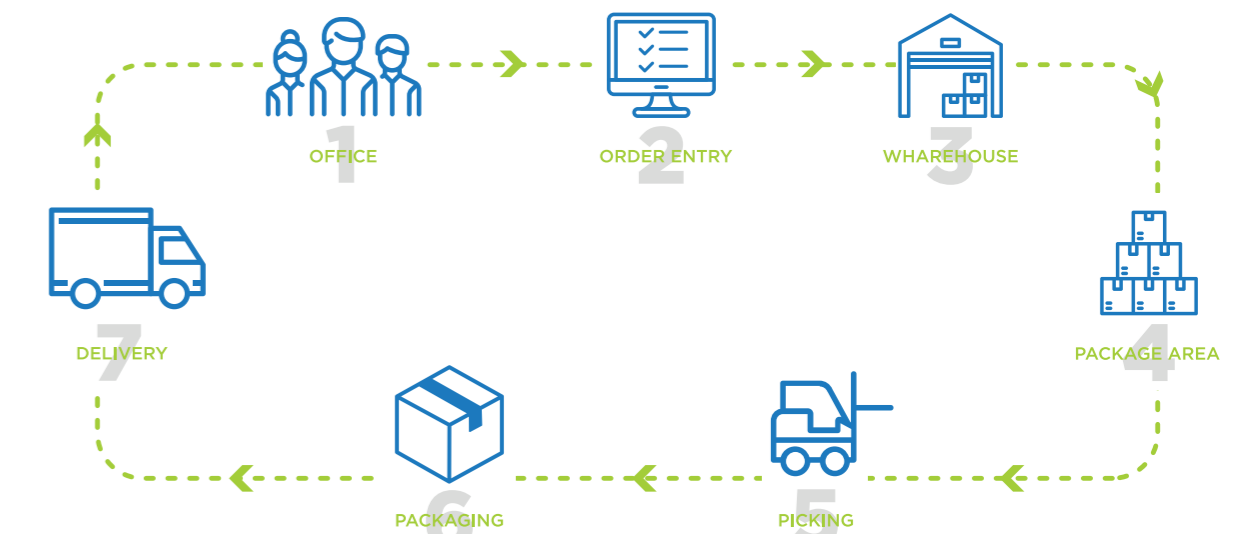 1
OFFICE
2
ORDER ENTRY
3
WHAREHOUSE
4
PACKAGE AREA
5
PICKING
6
PACKAGING
7
DELIVERY